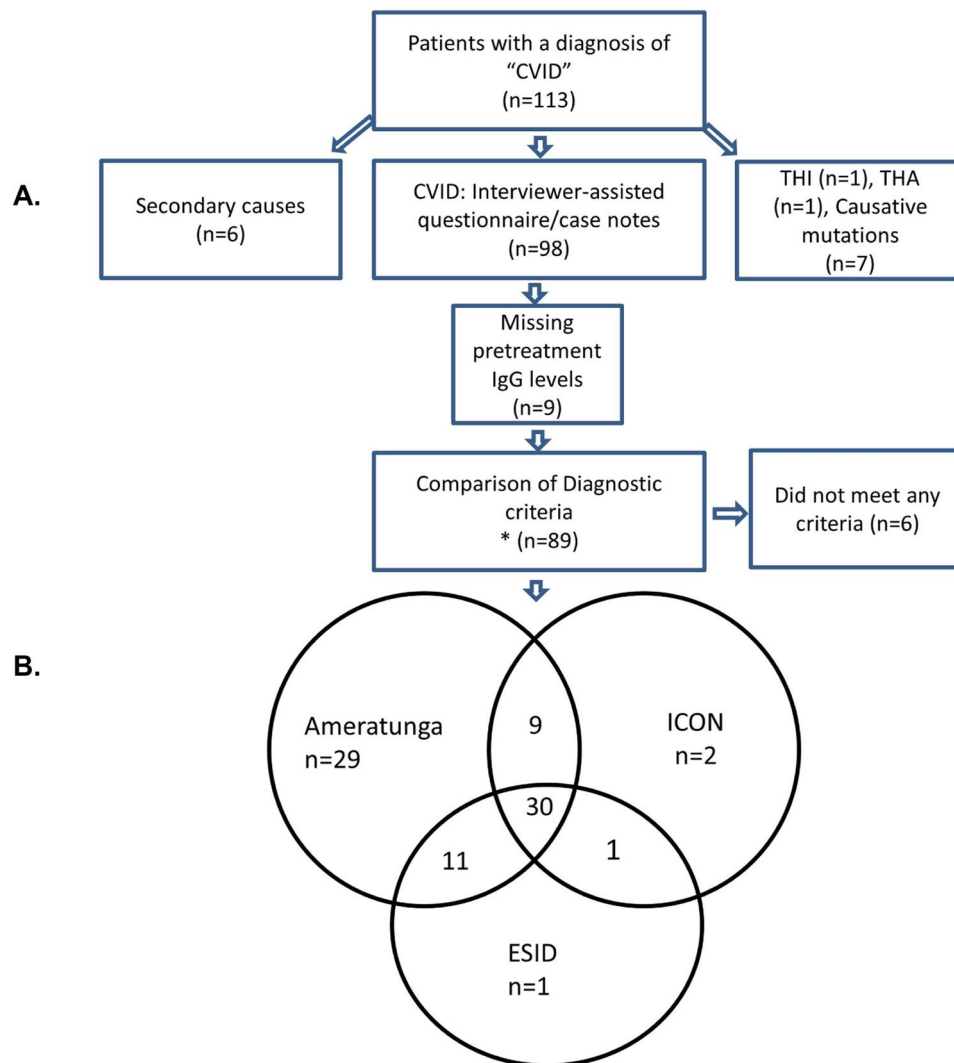 Patients with a diagnosis of
“CVID”
(n=113)
A.
Secondary causes
(n=6)
CVID: Interviewer-assisted
questionnaire/case notes
(n=98)
THI (n=1), THA
(n=1), Causative
mutations
(n=7)
Missing
pretreatment
IgG levels
(n=9)
Comparison of Diagnostic
criteria
* (n=89)
Did not meet any
criteria (n=6)
B.
Ameratunga
n=29
9
ICON
n=2
30
11
1
ESID
n=1